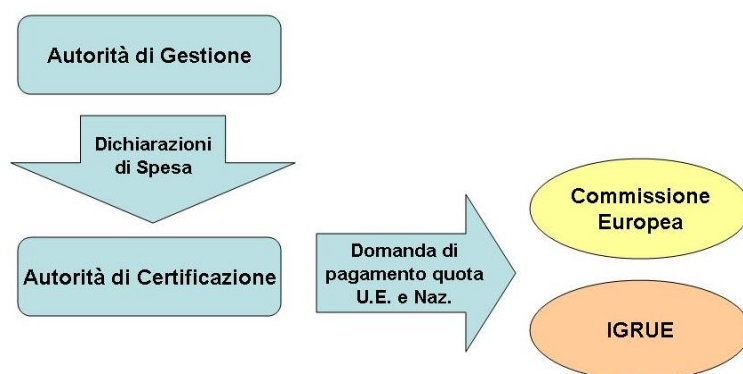 Autorità di Gestione
Dichiarazioni
di Spesa
Autorità di Certificazione
Domanda di
pagamento quota
U.E. e Naz.
Commissione
Europea
IGRUE